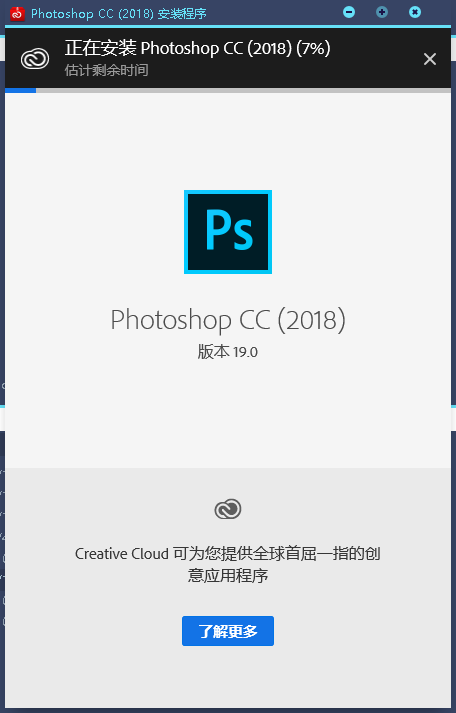 Photoshop CC (2018) 安装程序
正在安装 Photoshop CC (2018) (7%)
估计剩余时间
Ps
Photoshop CC (2018)
版本 19.0
Creative Cloud 可为您提供全球首屈一指的创
意应用程序
了解更多